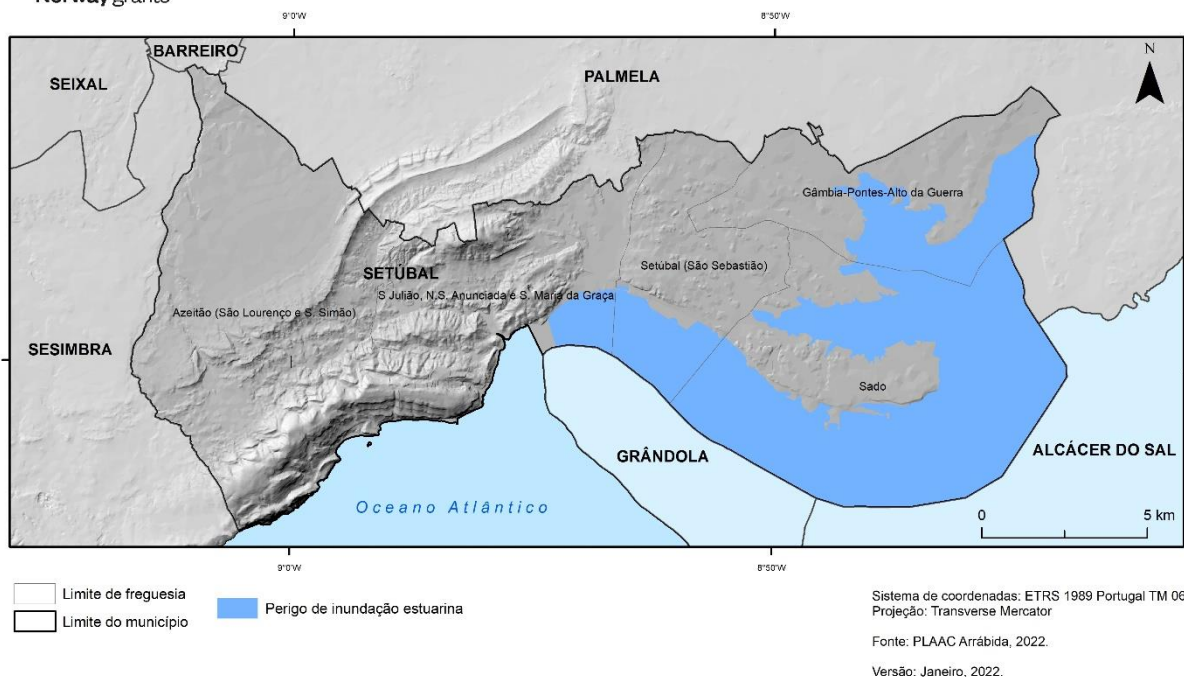 Norway grants
9°0'W
8°50'W
BARREIRO
SEIXAL
PALMELA
N
Gâmbia-Pontes-Alto da Guerra
Setúbal (São Sebastião)
SETÚBAL
S Julião, N.S. Anunciada e S. Maria da Graça
Azeitão (São Lourenço e S. Simão)
SESIMBRA
Sado
GRÂNDOLA
ALCÁCER DO SAL
Oceano Atlântico
0
5 km
9°0'W
8°50'W
Limite de freguesia
Limite do município
Perigo de inundação estuarina
Sistema de coordenadas: ETRS 1989 Portugal TM 06
Projeção: Transverse Mercator
Fonte: PLAAC Arrábida, 2022.
Versão: Janeiro, 2022.